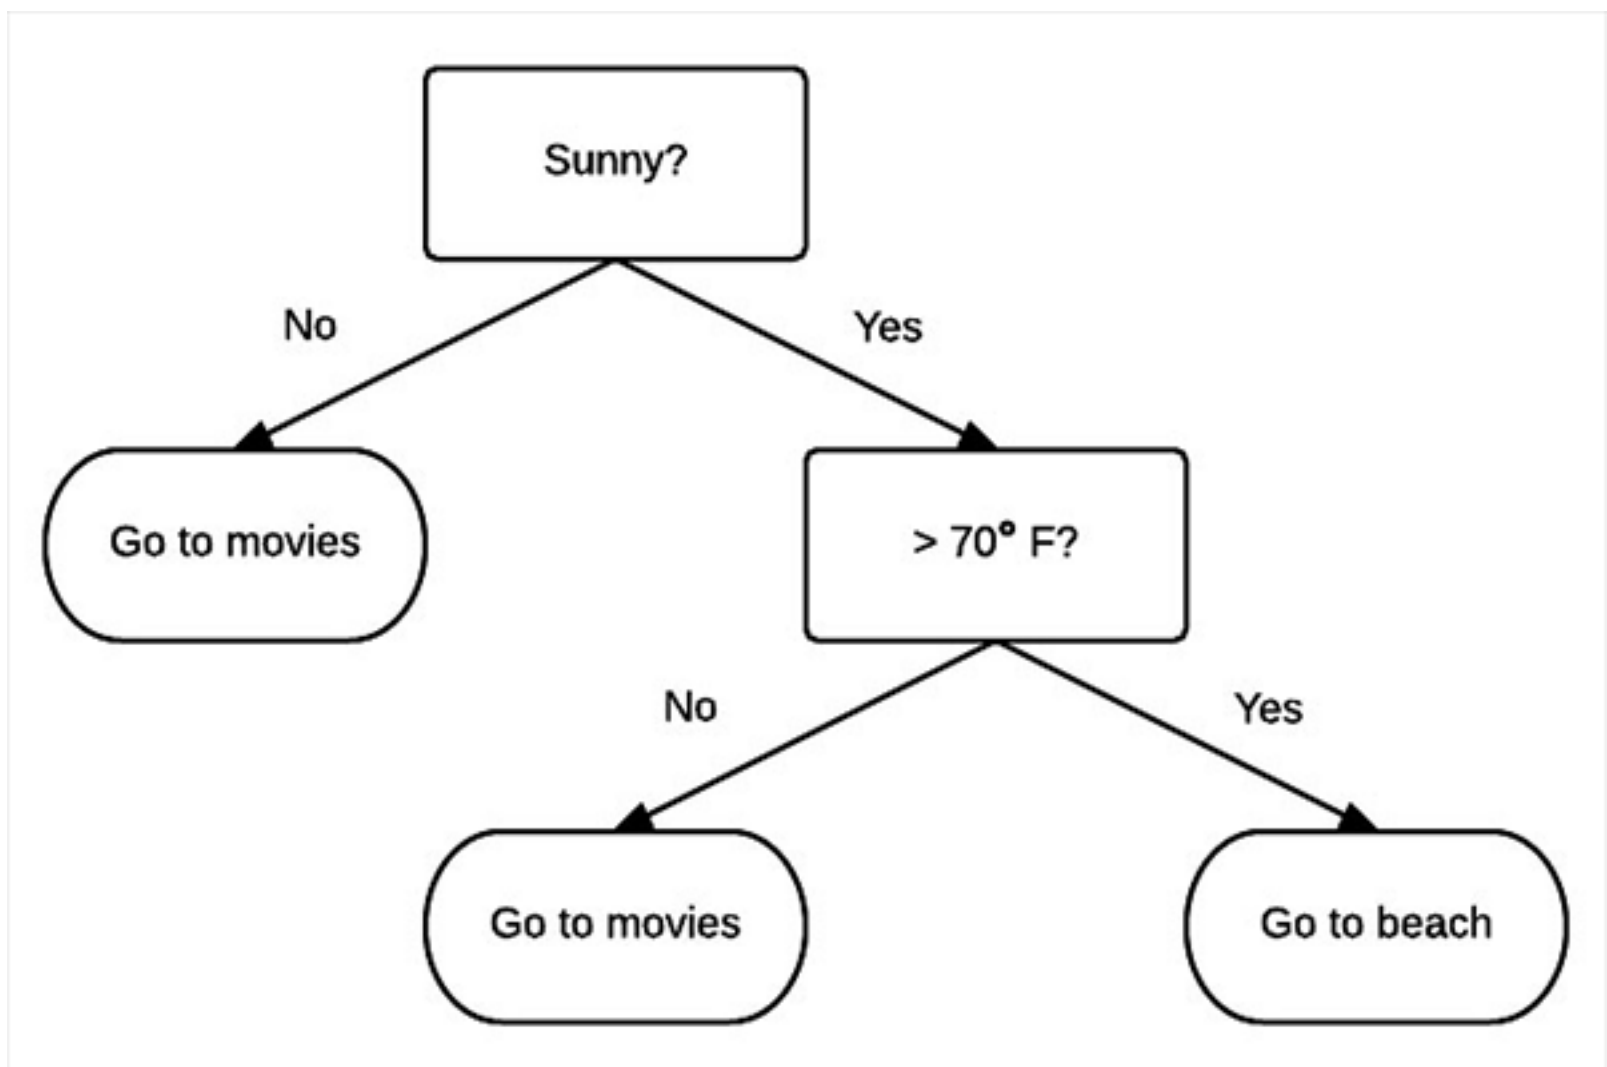 Sunny?
No
Yes
Go to movies
> 70° F?
No
Yes
Go to movies
Go to beach